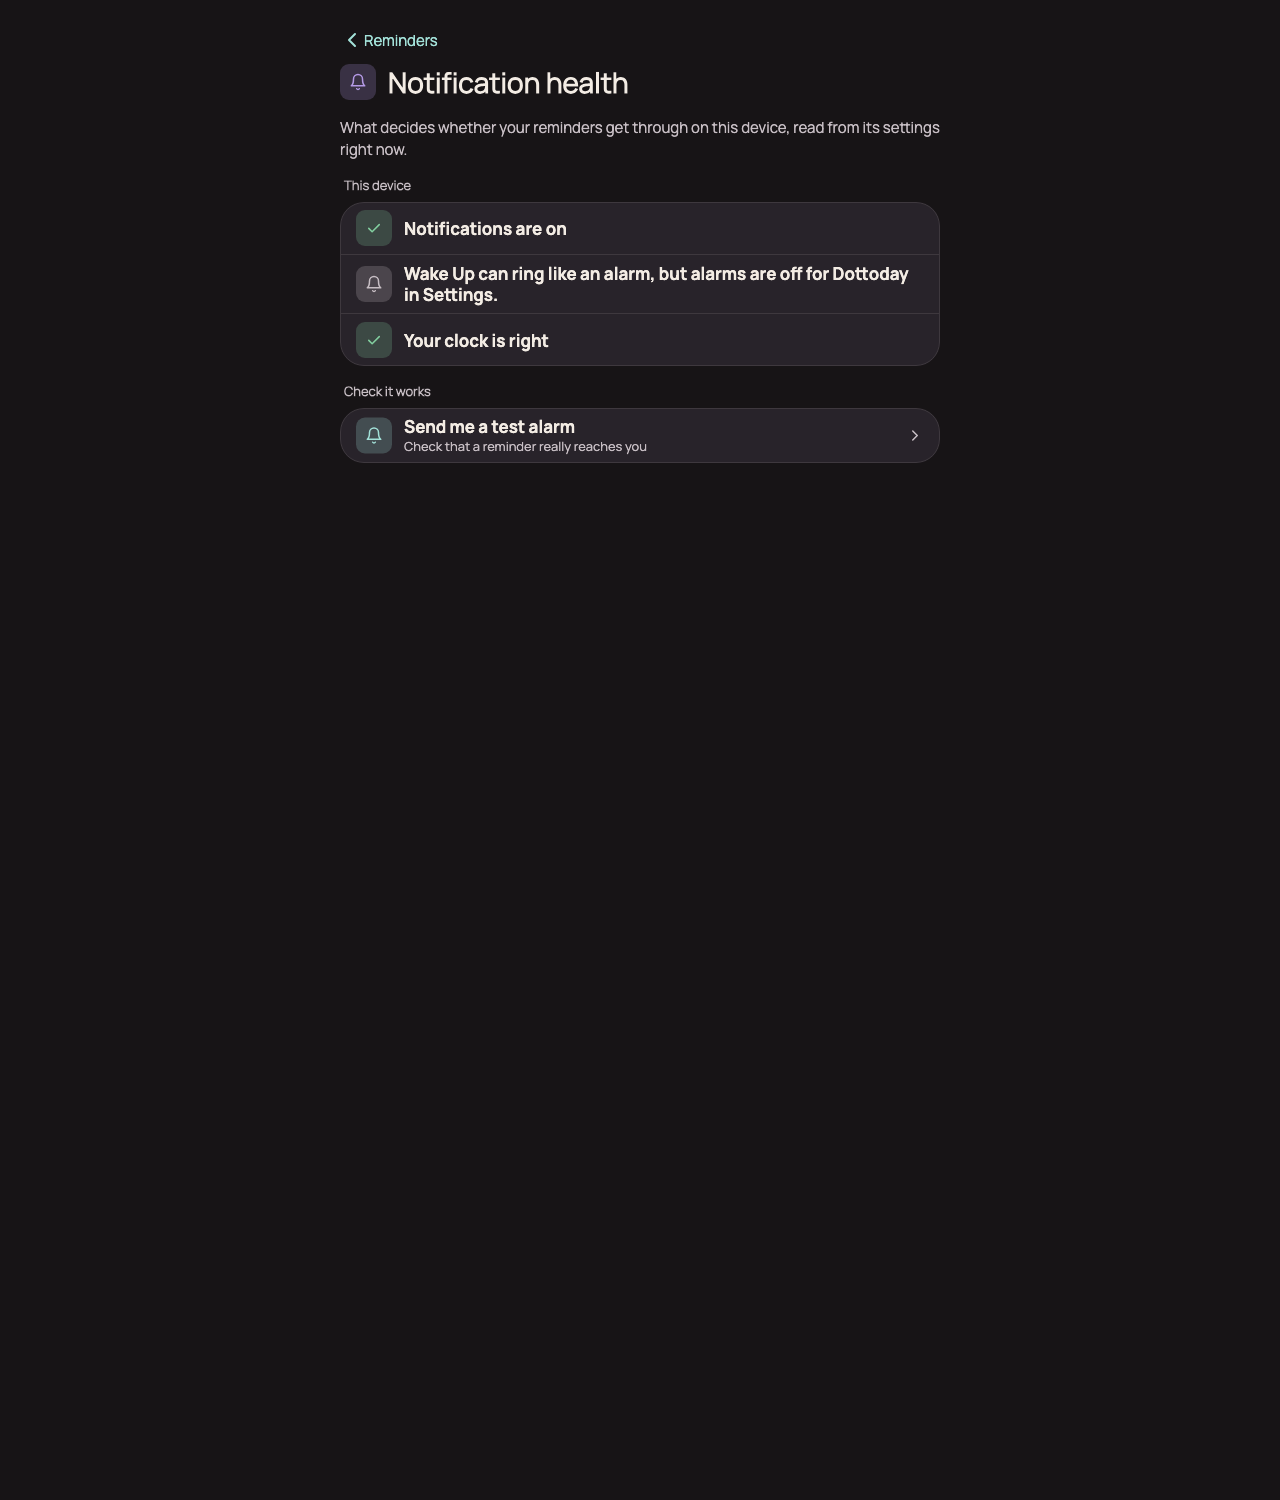 Reminders
Notification health
What decides whether your reminders get through on this device, read from its settings
right now.
This device
Notifications are on
Wake Up can ring like an alarm, but alarms are off for Dottoday
in Settings.
Your clock is right
Check it works
Send me a test alarm
Check that a reminder really reaches you